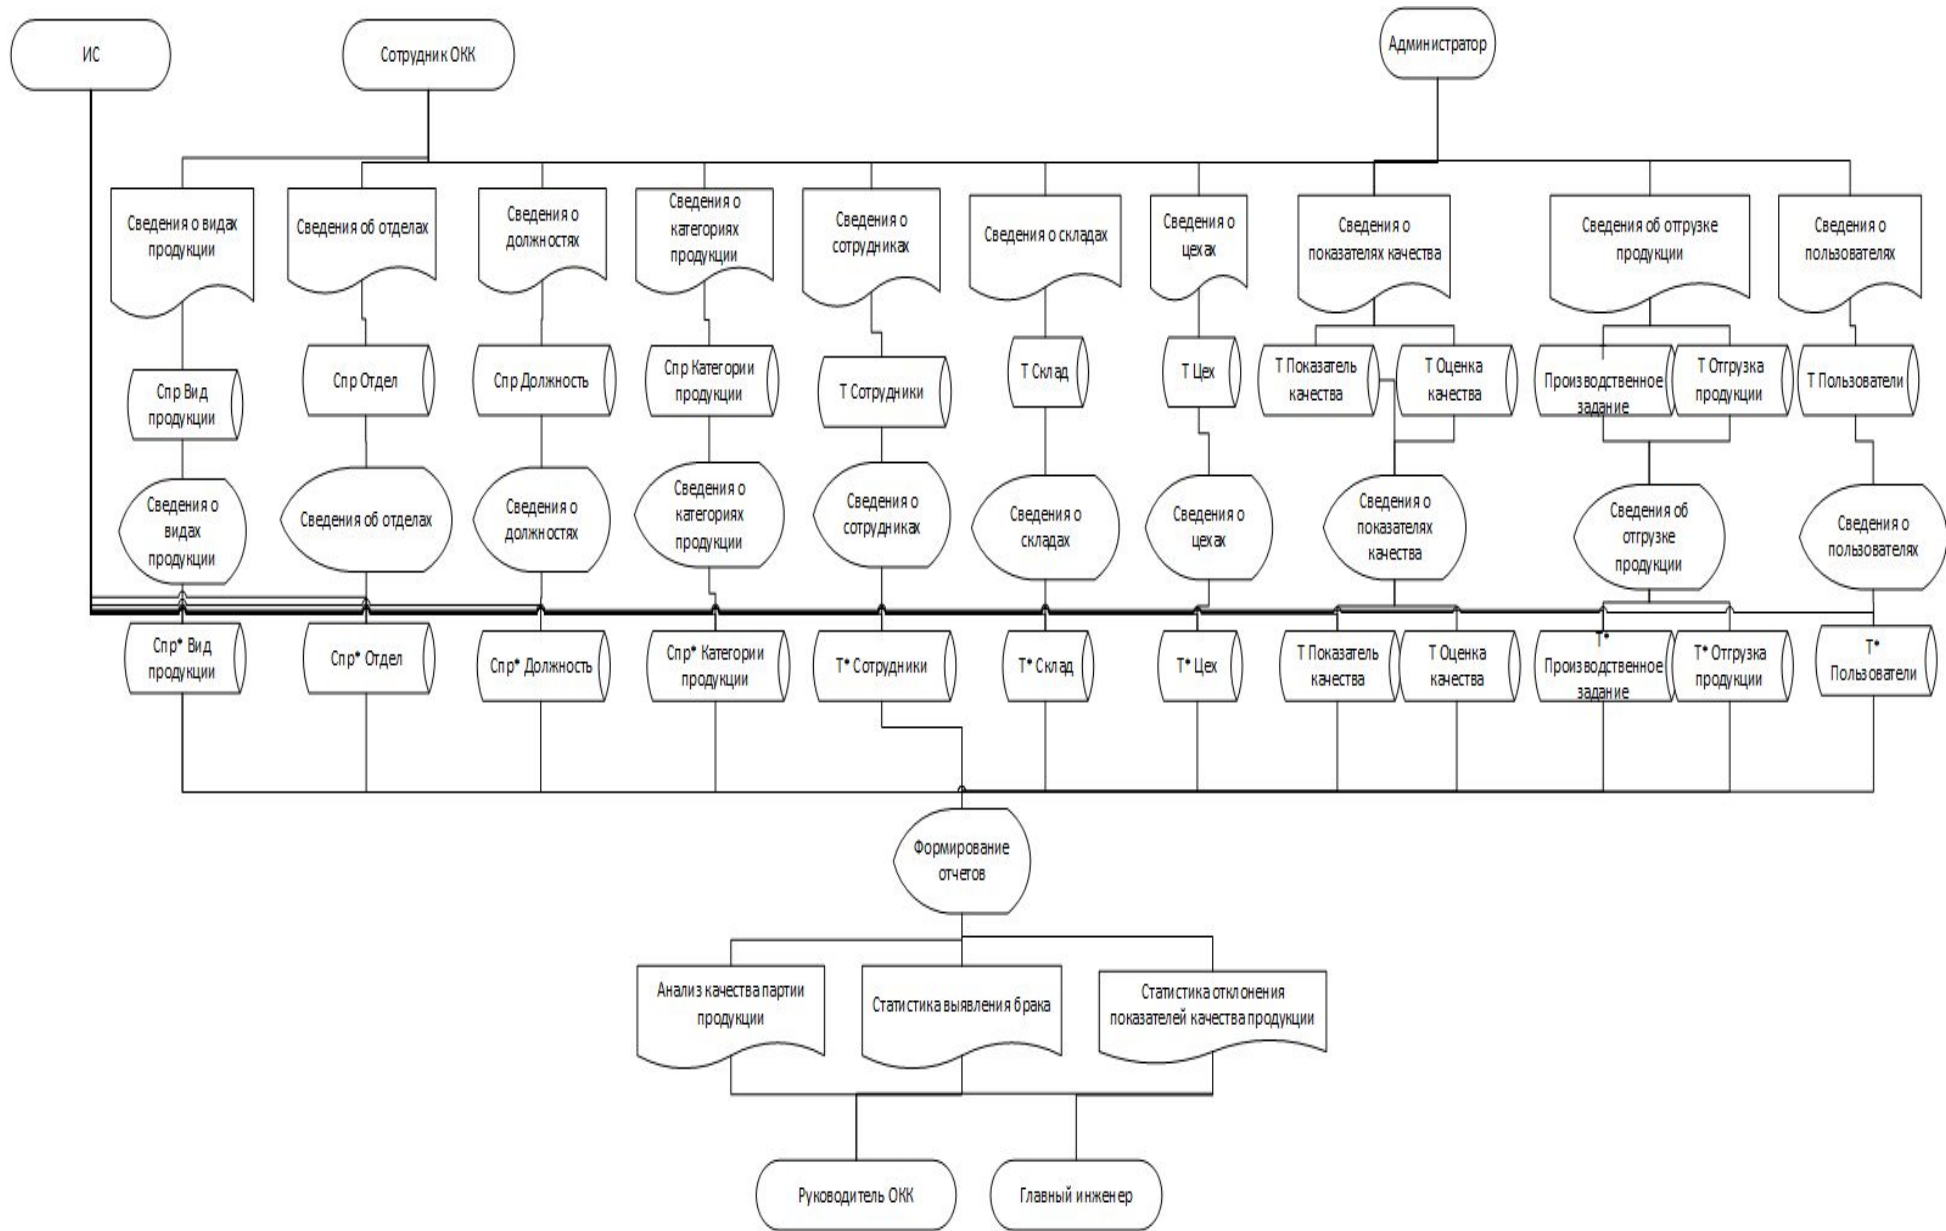 ИС
Сотрудник ОКК
Администратор
Сведения о видах
продукции
Сведения об отделах
Сведения о
должностях
Сведения о
категориях
продукции
Сведения о
сотрудниках
Сведения о складах
Сведения о
цехах
Сведения о
показателях качества
Сведения об отгрузке
продукции
Сведения о
пользователях
Спр Вид
продукции
Спр Отдел
Спр Должность
Спр Категории
продукции
Т Сотрудники
Т Склад
Т Цех
Т Показатель
качества
Т Оценка
качества
Производственное
задание
Т Отгрузка
продукции
Т Пользователи
Сведения о
видах
продукции
Сведения об отделах
Сведения о
должностях
Сведения о
категориях
продукции
Сведения о
сотрудниках
Сведения о
складах
Сведения о
цехах
Сведения о
показателях
качества
Сведения об
отгрузке
продукции
Сведения о
пользователях
Спр* Вид
продукции
Спр* Отдел
Спр* Должность
Спр* Категории
продукции
Т* Сотрудники
Т* Склад
Т* Цех
Т Показатель
качества
Т Оценка
качества
Т*
Производственное
задание
Т* Отгрузка
продукции
Т*
Пользователи
Формирование
отчетов
Анализ качества партии
продукции
Статистика выявления брака
Статистика отклонения
показателей качества продукции
Руководитель ОКК
Главный инженер